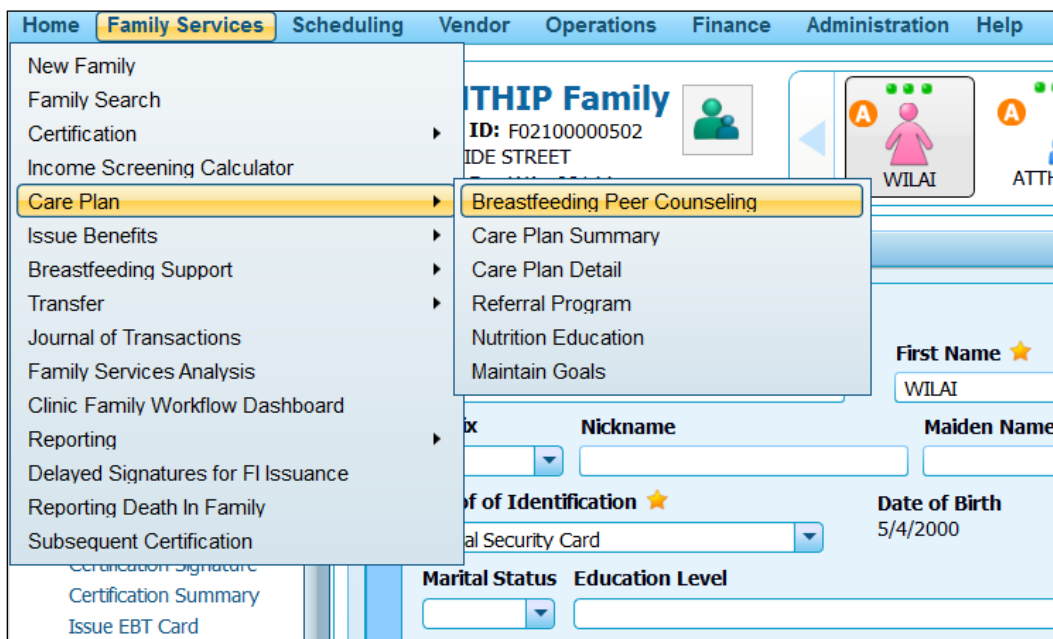 Home Family Services Scheduling Vendor Operations Finance Administration Help
New Family
Family Search
Certification
Income Screening Calculator
Care Plan
Issue Benefits
Breastfeeding Support
Transfer
Journal of Transactions
Family Services Analysis
Clinic Family Workflow Dashboard
Reporting
Delayed Signatures for FI Issuance
Reporting Death In Family
Subsequent Certification
Breastfeeding Peer Counseling
Care Plan Summary
Care Plan Detail
Referral Program
Nutrition Education
Maintain Goals
ITHIP Family
ID: F02100000502
IDE STREET
A
WILAI
A
ATTH
First Name
WILAI
ix Nickname Maiden Name
of of Identification Date of Birth
al Security Card 5/4/2000
Marital Status Education Level
Certification Signature
Certification Summary
Issue EBT Card